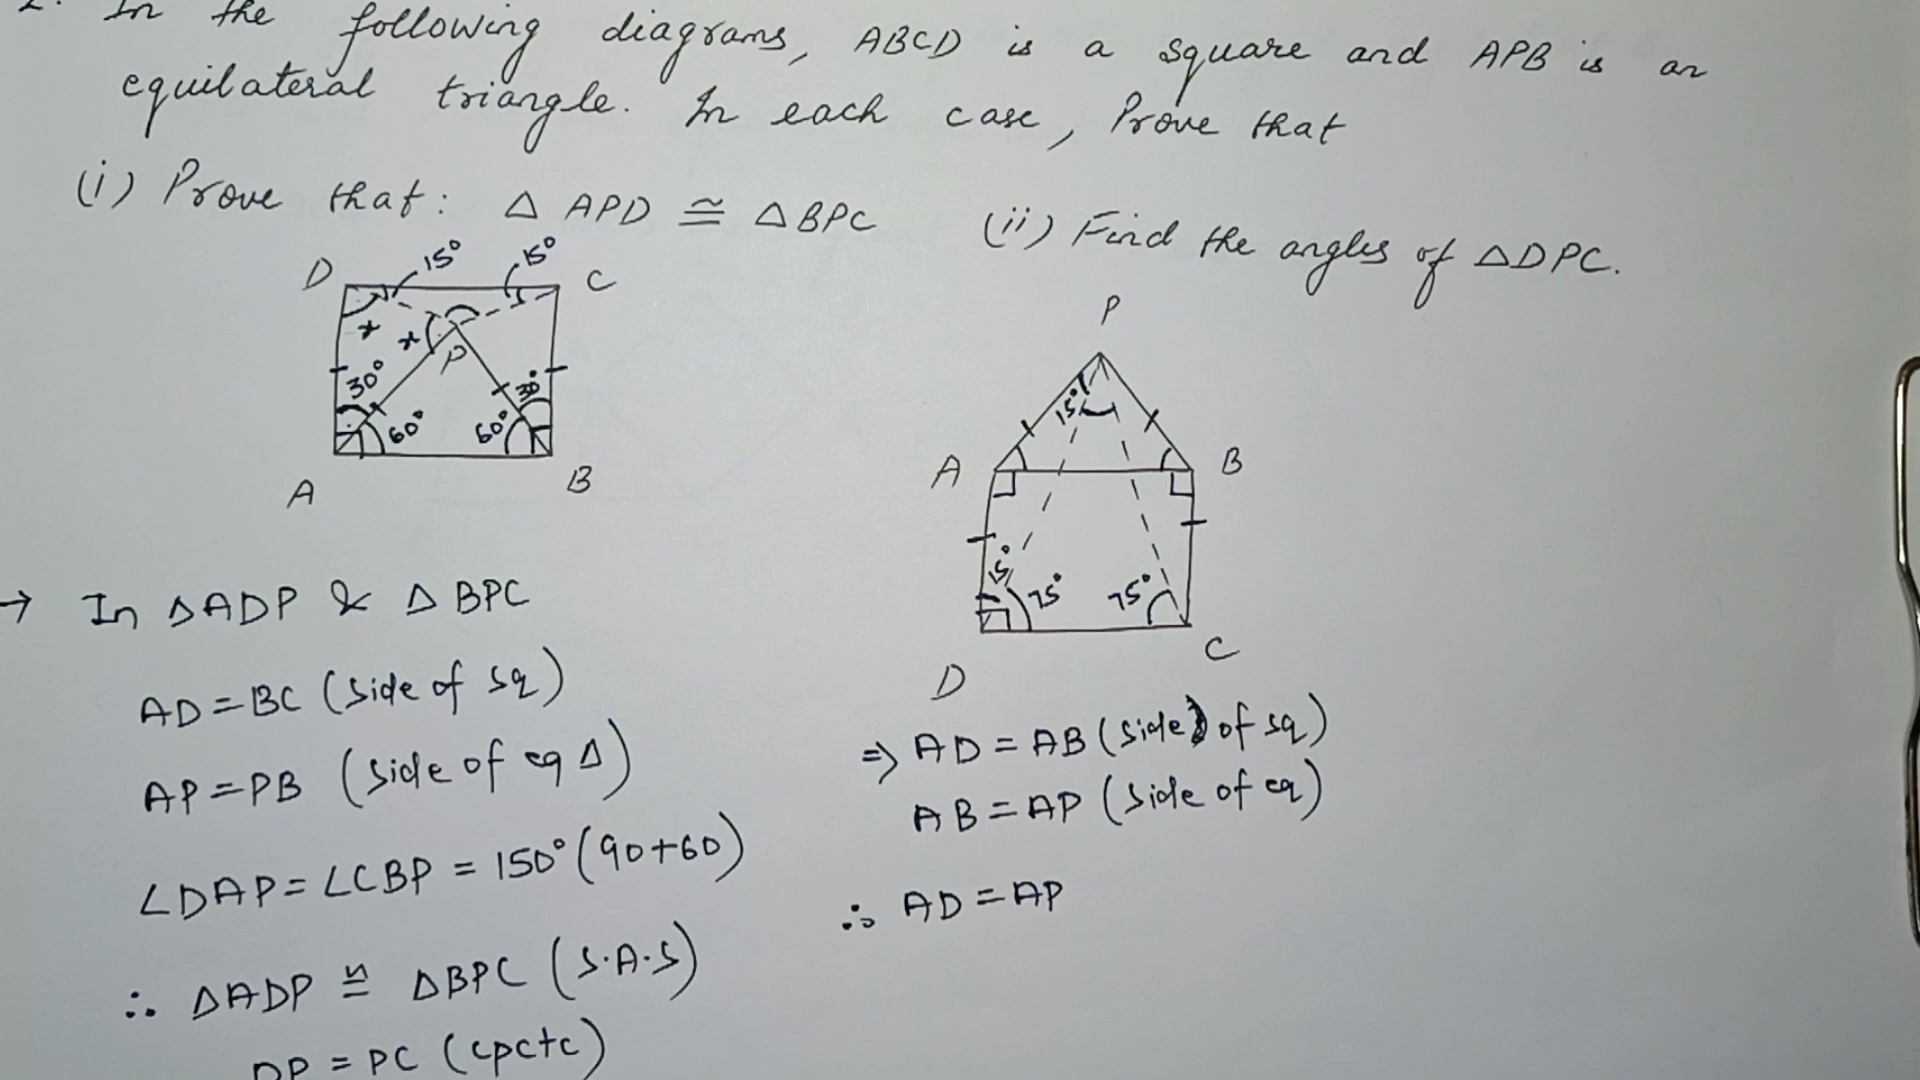 2. In the following diagrams, ABCD is a square and APB is an
equilateral triangle. In each case, Prove that
(i) Prove that: △ APD ≅ △BPC
(ii) Find the angles of △DPC.
D 15° 15° C
x x P
30° 30°
60° 60°
A B
P
15°
A B
15° 75° 75°
D C
→ In △ADP & △BPC
AD = BC (side of sq)
AP = PB (side of eq △)
∠DAP = ∠CBP = 150° (90+60)
∴ △ADP ≅ △BPC (S.A.S)
DP = PC (cpctc)
⇒ AD = AB (side of sq)
AB = AP (side of eq)
∴ AD = AP